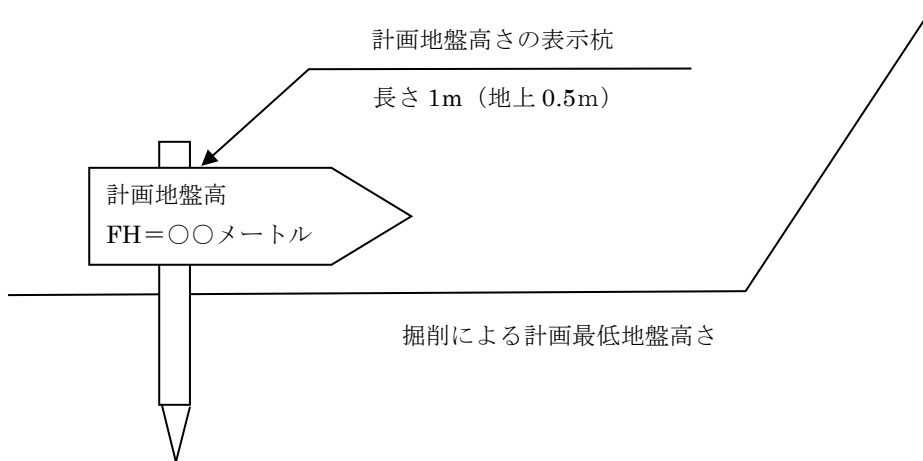 計画地盤高さの表示杭
長さ 1m（地上 0.5ｍ）
計画地盤高
FH＝○○メートル
掘削による計画最低地盤高さ